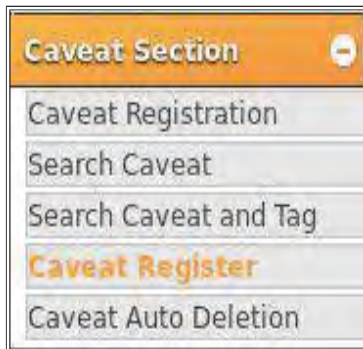 Caveat Section
Caveat Registration
Search Caveat
Search Caveat and Tag
Caveat Register
Caveat Auto Deletion